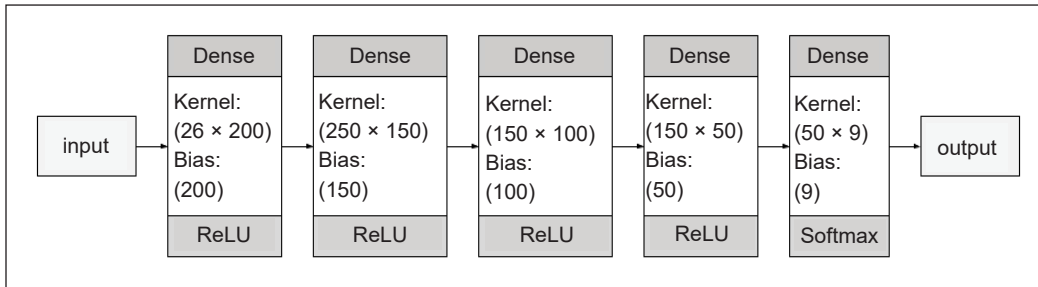 input
Dense
Kernel:
(26 × 200)
Bias:
(200)
ReLU
Dense
Kernel:
(250 × 150)
Bias:
(150)
ReLU
Dense
Kernel:
(150 × 100)
Bias:
(100)
ReLU
Dense
Kernel:
(150 × 50)
Bias:
(50)
ReLU
Dense
Kernel:
(50 × 9)
Bias:
(9)
Softmax
output